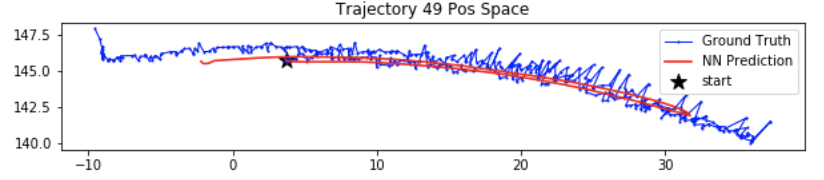 Trajectory 49 Pos Space
147.5
145.0
142.5
140.0
Ground Truth
NN Prediction
start
−10
0
10
20
30